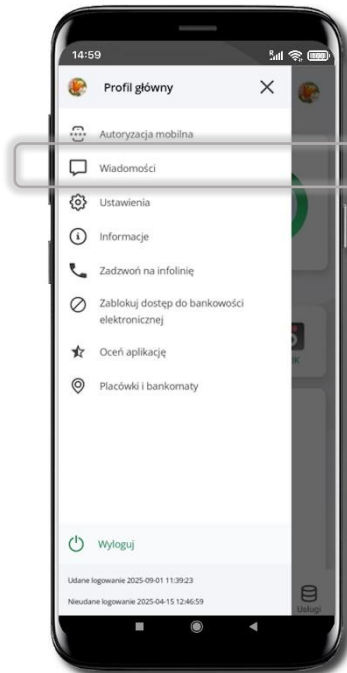 14:59
Profil główny
Autoryzacja mobilna
Wiadomości
Ustawienia
Informacje
Zadzwoń na infolinię
Zablokuj dostęp do bankowości
elektronicznej
Oceń aplikację
Placówki i bankomaty
Wyloguj
Udane logowanie 2025-09-01 11:39:23
Nieudane logowanie 2025-04-15 12:46:59
Usługi